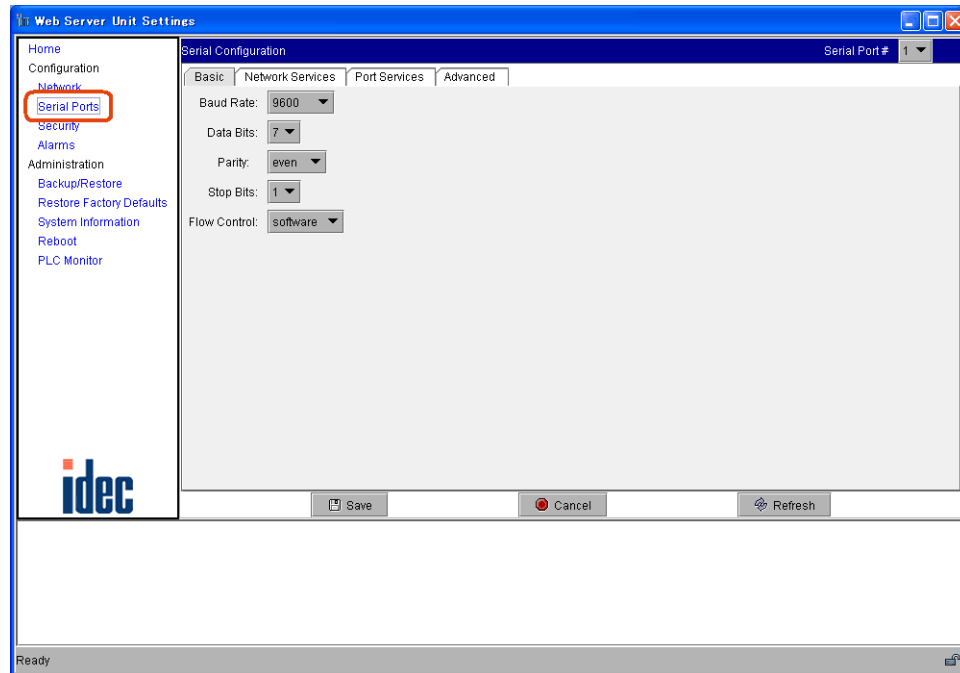 Web Server Unit Settings
Home
Configuration
Network
Serial Ports
Security
Alarms
Administration
Backup/Restore
Restore Factory Defaults
System Information
Reboot
PLC Monitor
idec
Serial Configuration
Serial Port # 1
Basic Network Services Port Services Advanced
Baud Rate: 9600
Data Bits: 7
Parity: even
Stop Bits: 1
Flow Control: software
Save Cancel Refresh
Ready